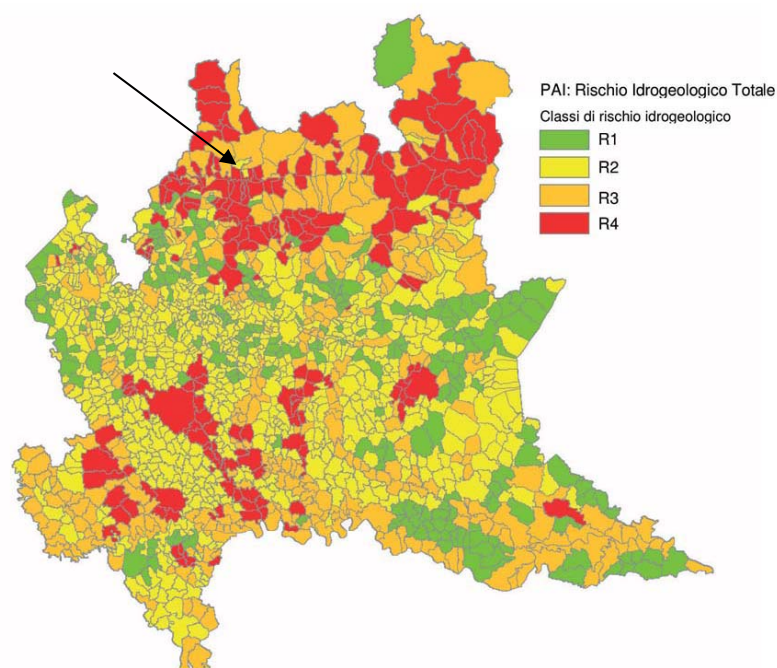 PAI: Rischio Idrogeologico Totale
Classi di rischio idrogeologico
R1
R2
R3
R4